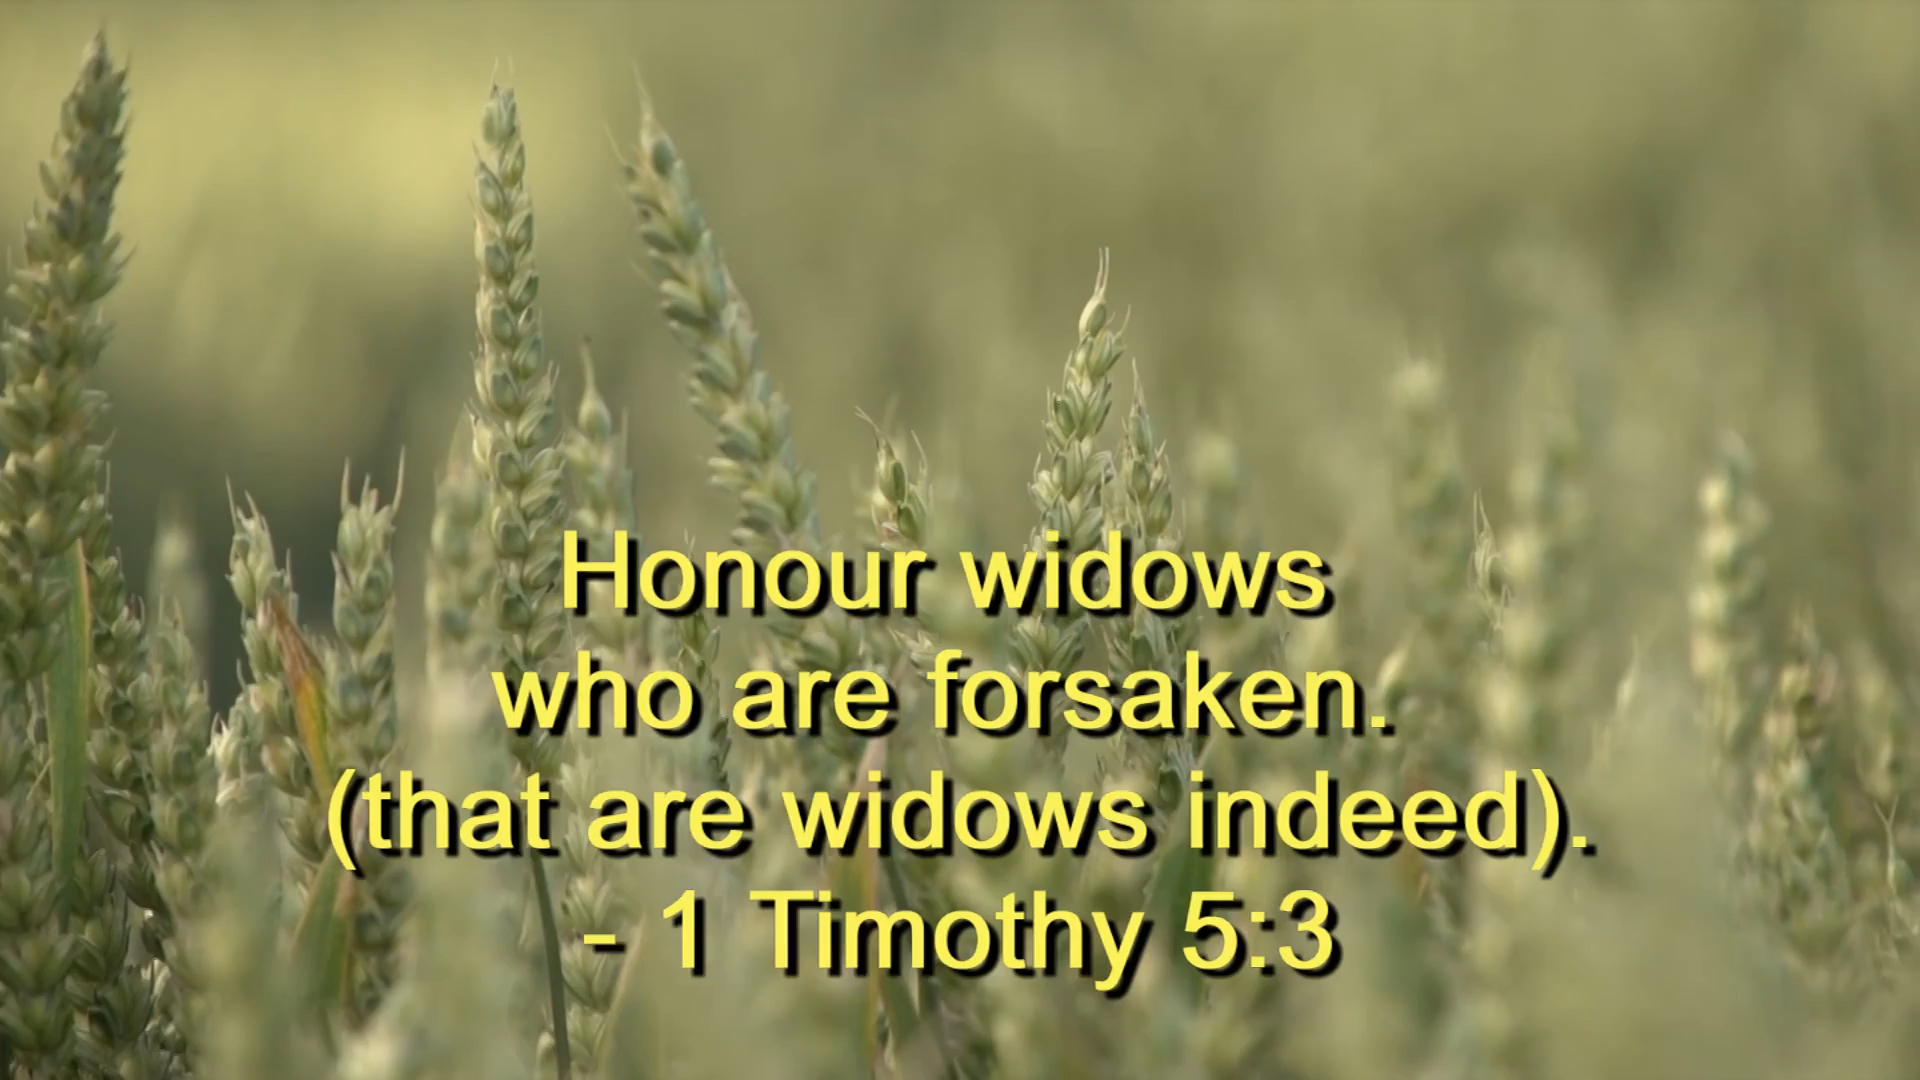 Honour widows
who are forsaken.
(that are widows indeed).
- 1 Timothy 5:3